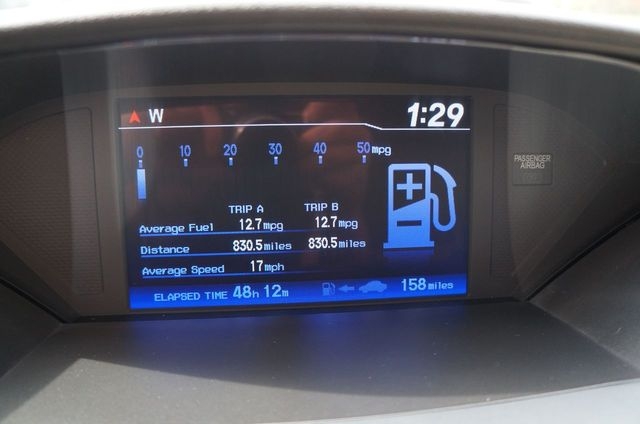 W 1:29
0 10 20 30 40 50 mpg
PASSENGER
AIRBAG
TRIP A TRIP B
Average Fuel 12.7 mpg 12.7 mpg
Distance 830.5 miles 830.5 miles
Average Speed 17 mph
ELAPSED TIME 48h 12m 158 miles